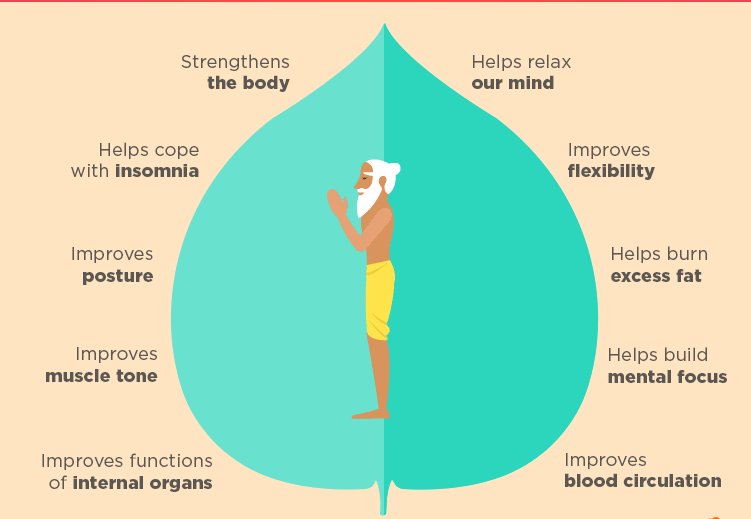 Strengthens
the body
Helps cope
with insomnia
Improves
posture
Improves
muscle tone
Improves functions
of internal organs
Helps relax
our mind
Improves
flexibility
Helps burn
excess fat
Helps build
mental focus
Improves
blood circulation